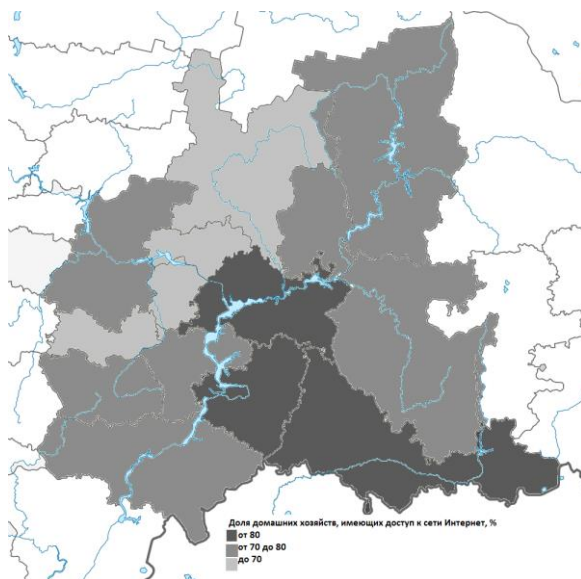 Доля домашних хозяйств, имеющих доступ к сети Интернет, %
от 80
от 70 до 80
до 70